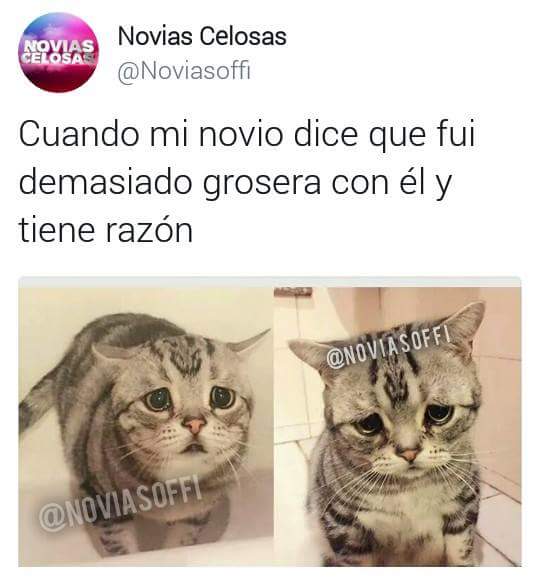 NOVIAS
CELOSAS
Novias Celosas
@Noviasoffi
Cuando mi novio dice que fui
demasiado grosera con él y
tiene razón
@NOVIASOFFI
@NOVIASOFFI